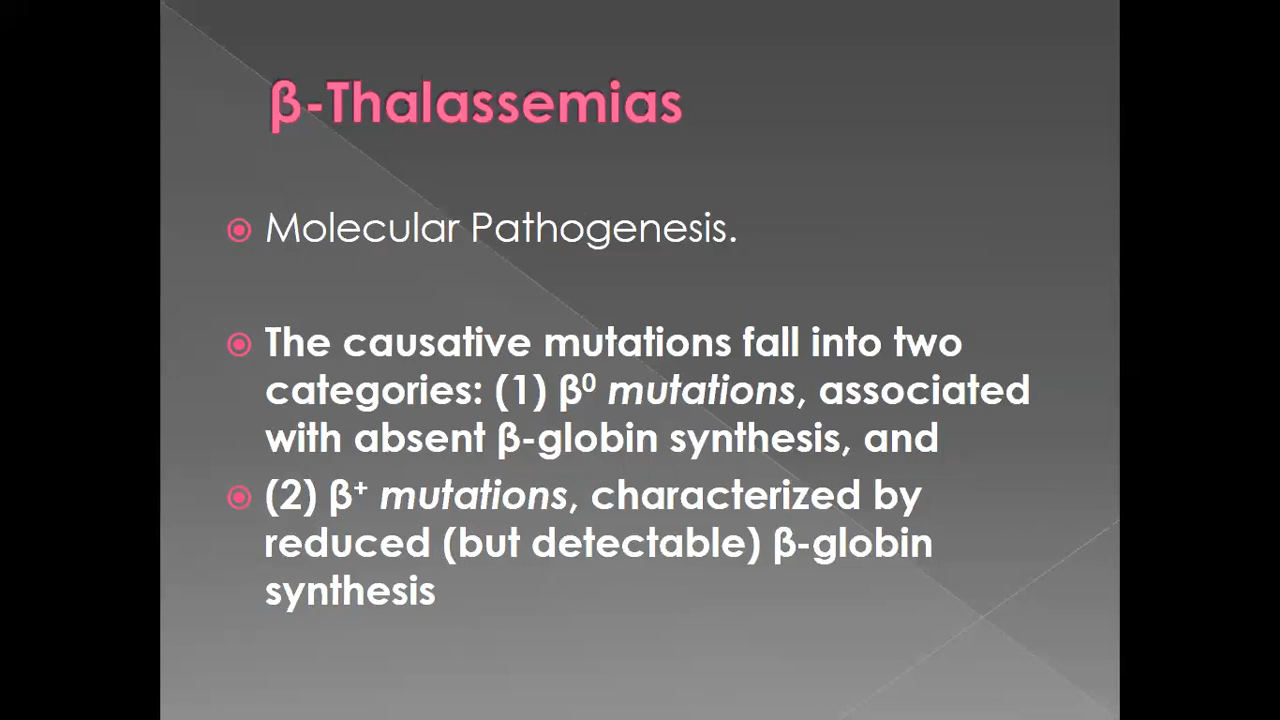 β-Thalassemias
Molecular Pathogenesis.
The causative mutations fall into two
categories: (1) β⁰ mutations, associated
with absent β-globin synthesis, and
(2) β⁺ mutations, characterized by
reduced (but detectable) β-globin
synthesis